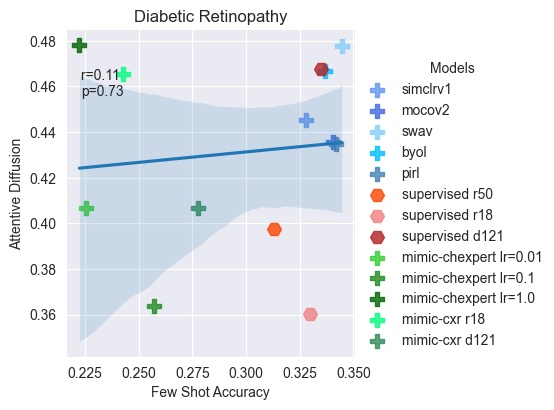 Diabetic Retinopathy
0.48
0.46
0.44
0.42
0.40
0.38
0.36
Attentive Diffusion
r=0.11
p=0.73
0.225
0.250
0.275
0.300
0.325
0.350
Few Shot Accuracy
Models
simclrv1
mocov2
swav
byol
pirl
supervised r50
supervised r18
supervised d121
mimic-chexpert lr=0.01
mimic-chexpert lr=0.1
mimic-chexpert lr=1.0
mimic-cxr r18
mimic-cxr d121